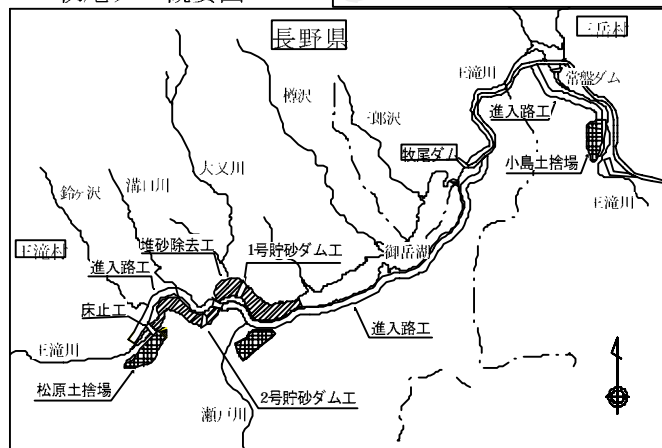 長野県
三岳村
王滝川
常盤ダム
樽沢
三郎沢
進入路工
牧尾ダム
小島土捨場
大又川
鈴ヶ沢
溝口川
王滝川
王滝村
堆砂除去工
1号貯砂ダム工
御岳湖
進入路工
床止工
進入路工
王滝川
松原土捨場
2号貯砂ダム工
瀬戸川